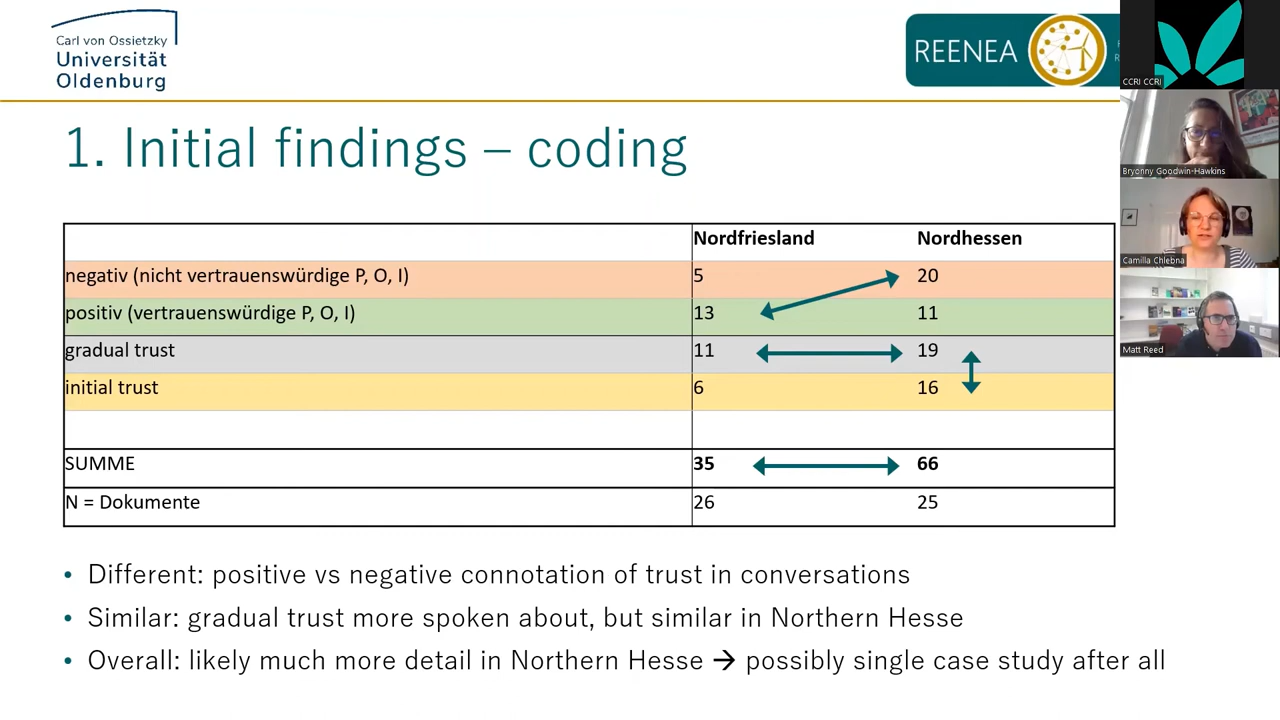 Carl von Ossietzky
Universität
Oldenburg
REENEA
CCRI CCRI
Bryonny Goodwin-Hawkins
Camilla Chlebna
Matt Reed
1. Initial findings – coding
Nordfriesland Nordhessen
negativ (nicht vertrauenswürdige P, O, I) 5 20
positiv (vertrauenswürdige P, O, I) 13 11
gradual trust 11 19
initial trust 6 16
SUMME 35 66
N = Dokumente 26 25
• Different: positive vs negative connotation of trust in conversations
• Similar: gradual trust more spoken about, but similar in Northern Hesse
• Overall: likely much more detail in Northern Hesse → possibly single case study after all